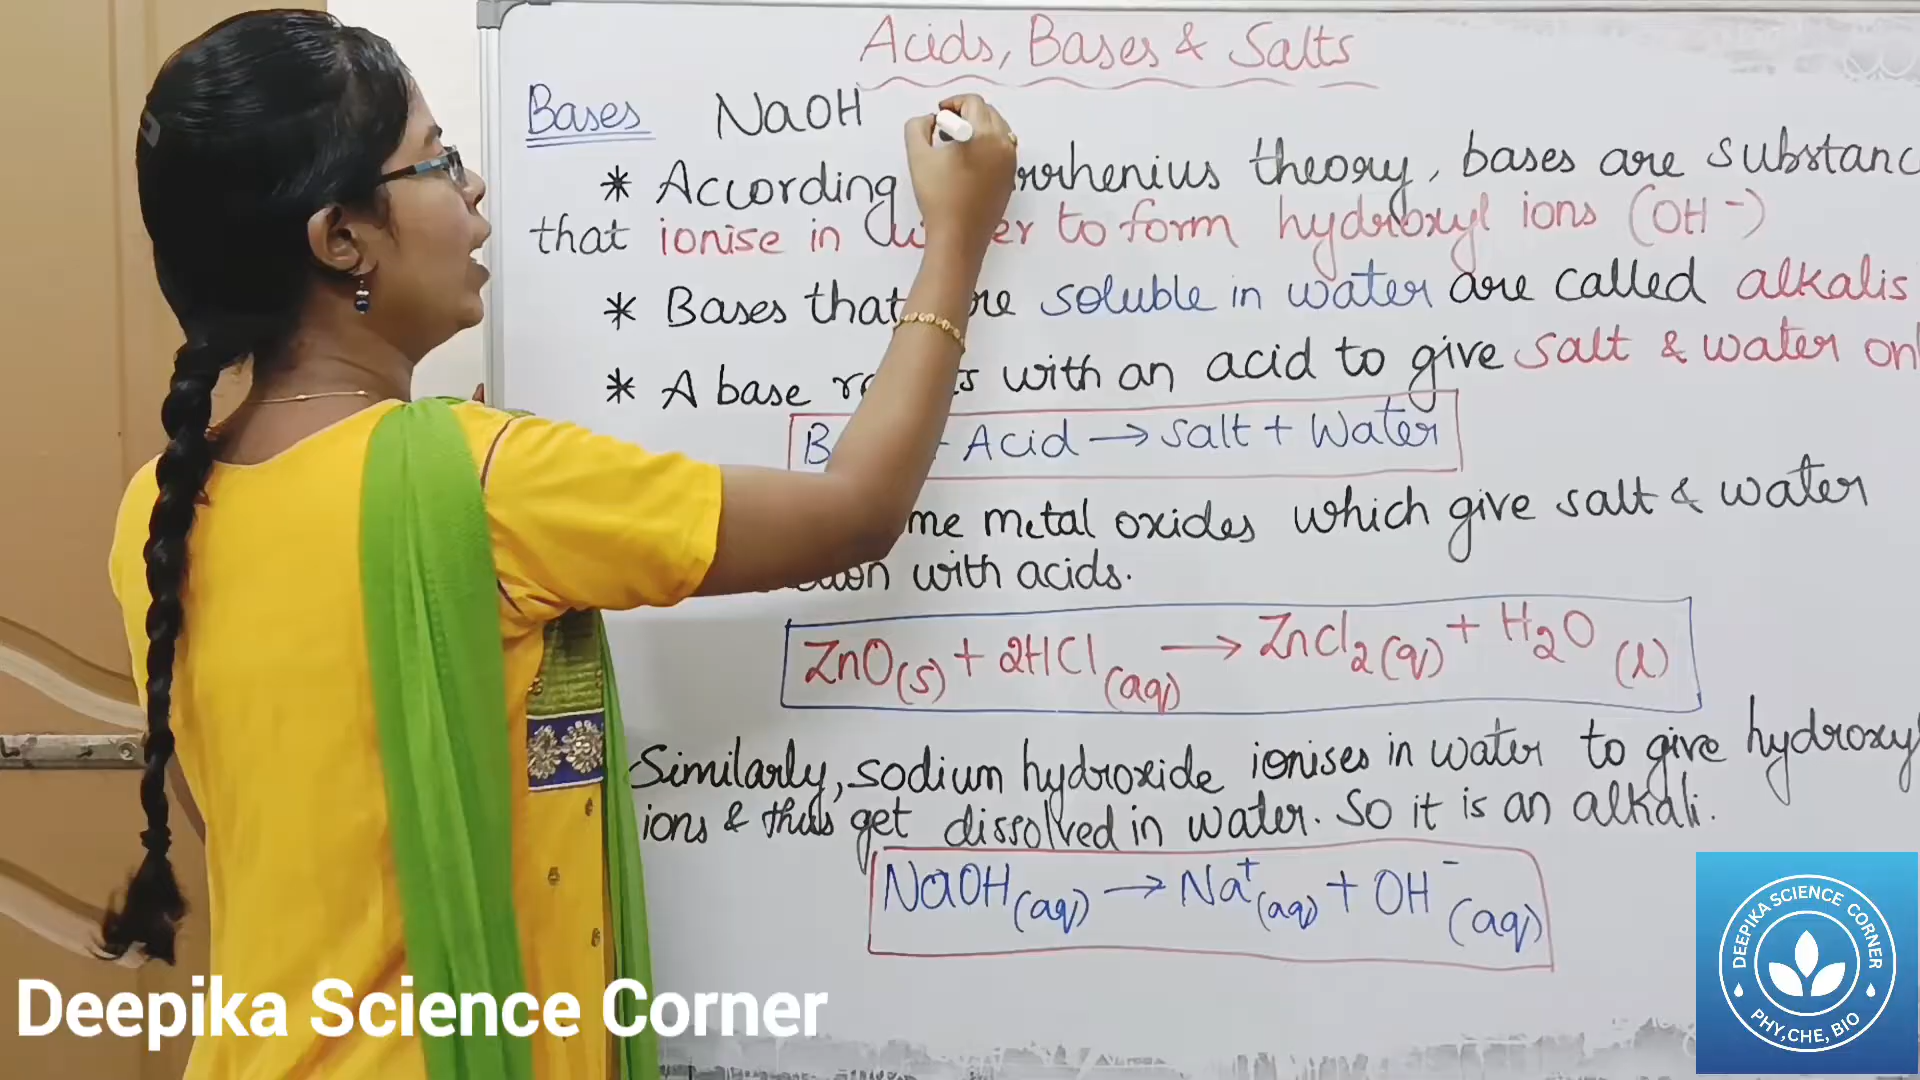 Acids, Bases & Salts
Bases NaOH
* According rrhenius theory, bases are substanc
that ionise in er to form hydroxyl ions (OH⁻)
* Bases that re soluble in water are called alkalis
* A base r s with an acid to give salt & water on
B + Acid → Salt + Water
me metal oxides which give salt & water
with acids.
ZnO(s) + 2HCl(aq) → ZnCl₂(q) + H₂O (l)
Similarly, sodium hydroxide ionises in water to give hydroxy
ions & thus get dissolved in water. So it is an alkali.
NaOH(aq) → Na⁺(aq) + OH⁻(aq)
Deepika Science Corner
DEEPIKA SCIENCE CORNER
PHY,CHE, BIO